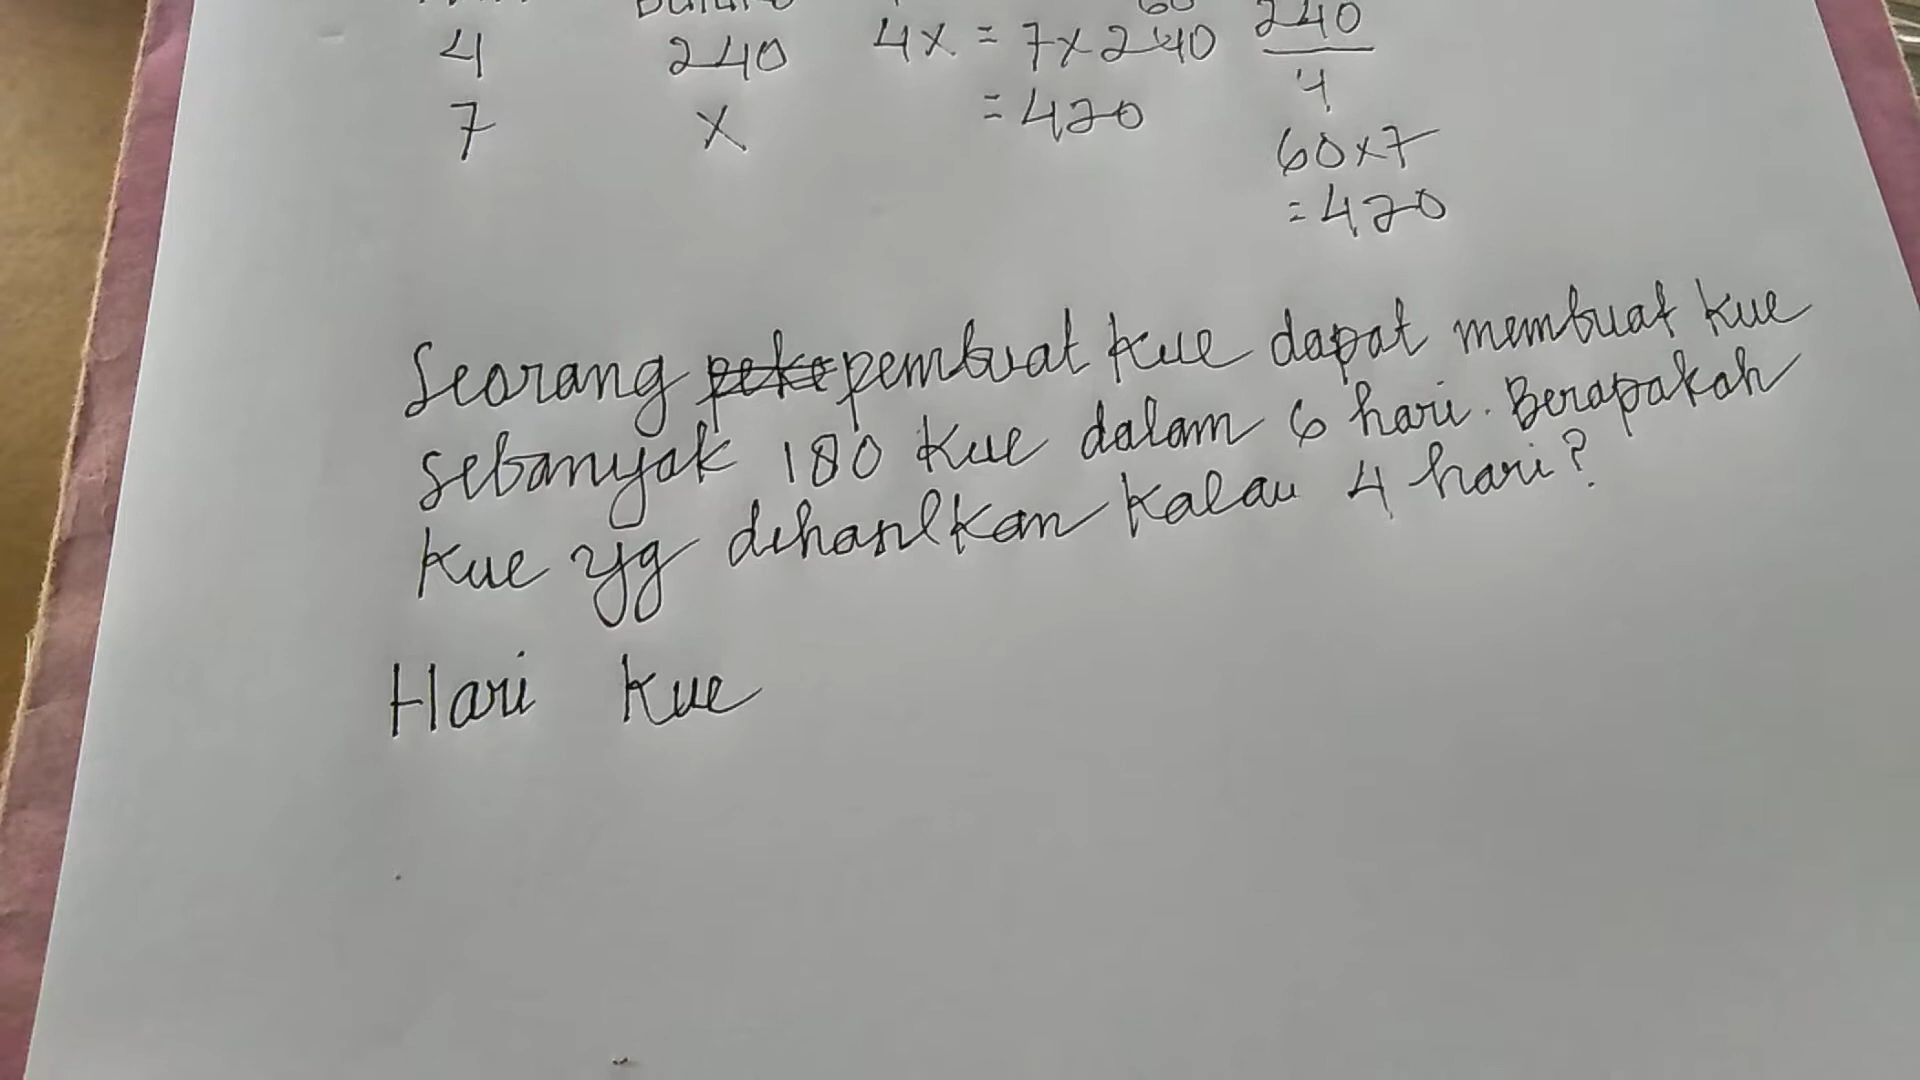 4 240 4x = 7x240 240
7 x = 420 4
60x7
= 420
Seorang pembuat kue dapat membuat kue
sebanyak 180 kue dalam 6 hari. Berapakah
kue yg dihasilkan kalau 4 hari?
Hari Kue